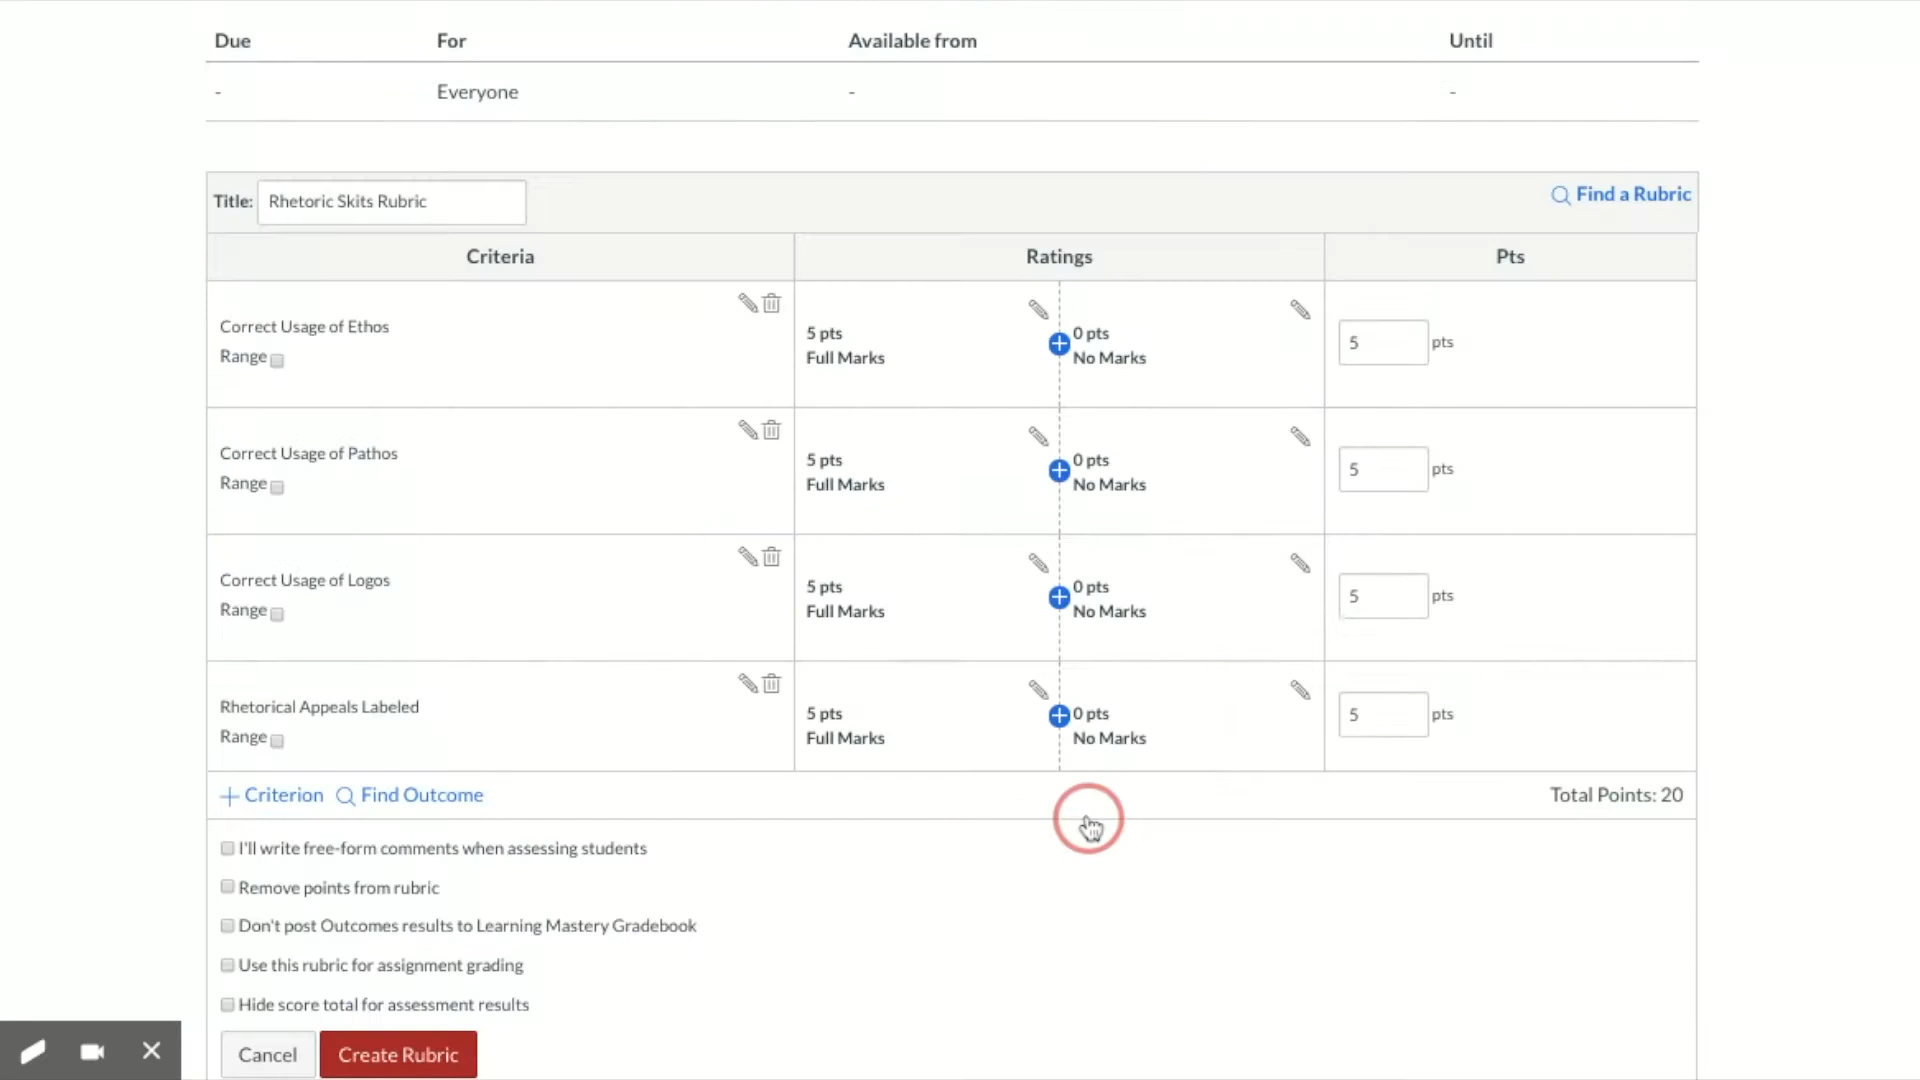 Due For Available from Until
- Everyone - -
Title: Rhetoric Skits Rubric Find a Rubric
Criteria Ratings Pts
Correct Usage of Ethos
Range
5 pts
Full Marks
0 pts
No Marks
5 pts
Correct Usage of Pathos
Range
5 pts
Full Marks
0 pts
No Marks
5 pts
Correct Usage of Logos
Range
5 pts
Full Marks
0 pts
No Marks
5 pts
Rhetorical Appeals Labeled
Range
5 pts
Full Marks
0 pts
No Marks
5 pts
+ Criterion Find Outcome Total Points: 20
I'll write free-form comments when assessing students
Remove points from rubric
Don't post Outcomes results to Learning Mastery Gradebook
Use this rubric for assignment grading
Hide score total for assessment results
Cancel Create Rubric